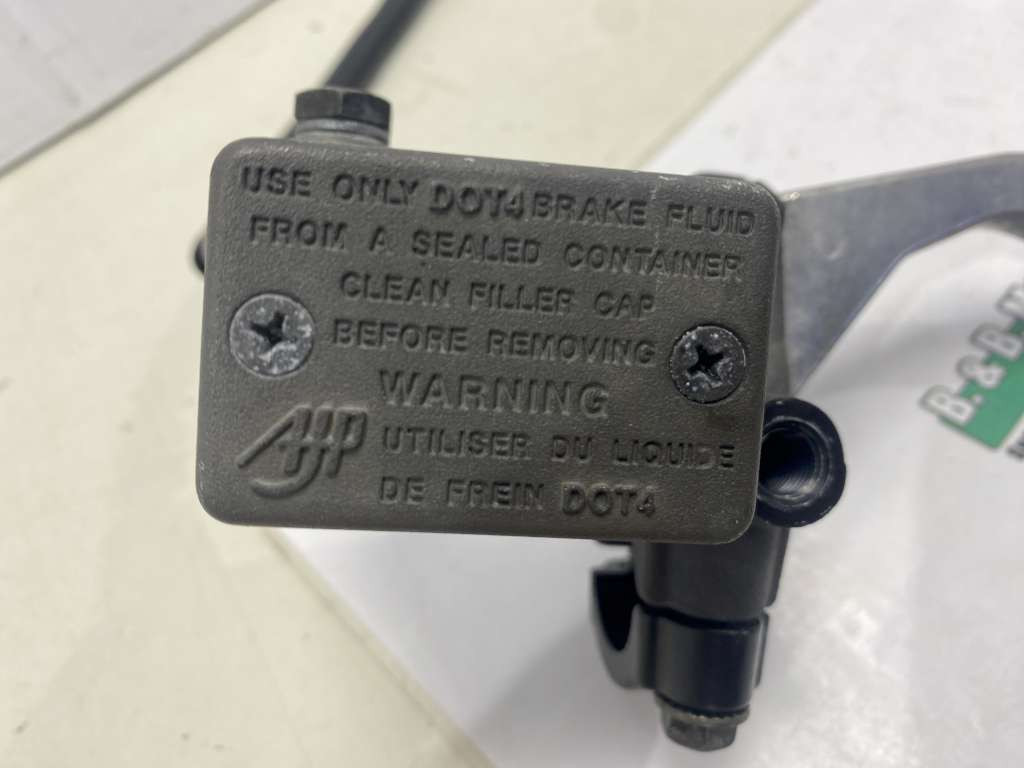 USE ONLY DOT4 BRAKE FLUID
FROM A SEALED CONTAINER
CLEAN FILLER CAP
BEFORE REMOVING
WARNING
AJP
UTILISER DU LIQUIDE
DE FREIN DOT4
B. & B.